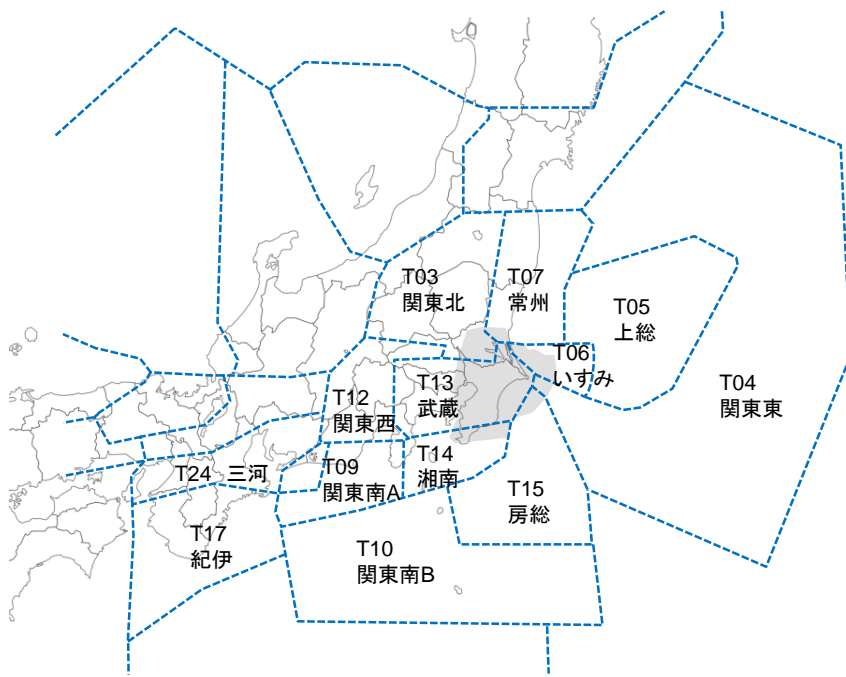 T03
関東北
T07
常州
T05
上総
T06
いすみ
T04
関東東
T12
関東西
T13
武蔵
T14
湘南
T09
関東南A
T24 三河
T15
房総
T17
紀伊
T10
関東南B